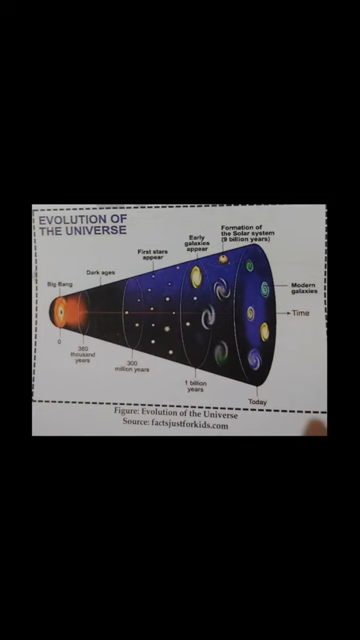 EVOLUTION OF
THE UNIVERSE
Formation of
the Solar system
(9 billion years)
Early
galaxies
appear
First stars
appear
Dark ages
Big Bang
Modern
galaxies
Time
0
380
thousand
years
300
million years
1 billion
years
Today
Figure: Evolution of the Universe
Source: factsjustforkids.com